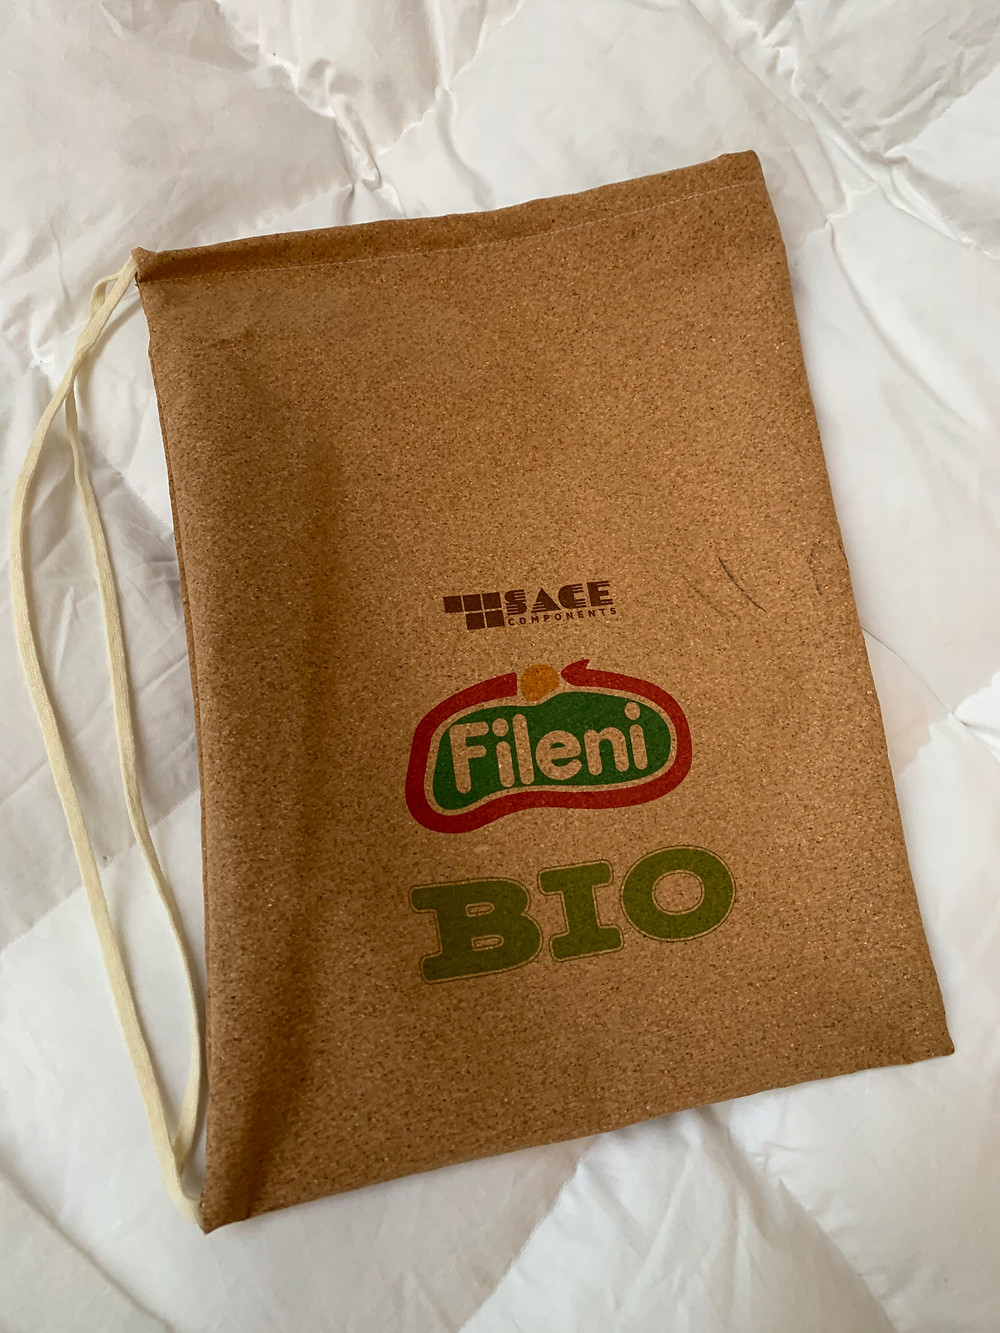 SACE
COMPONENTS
Fileni
BIO